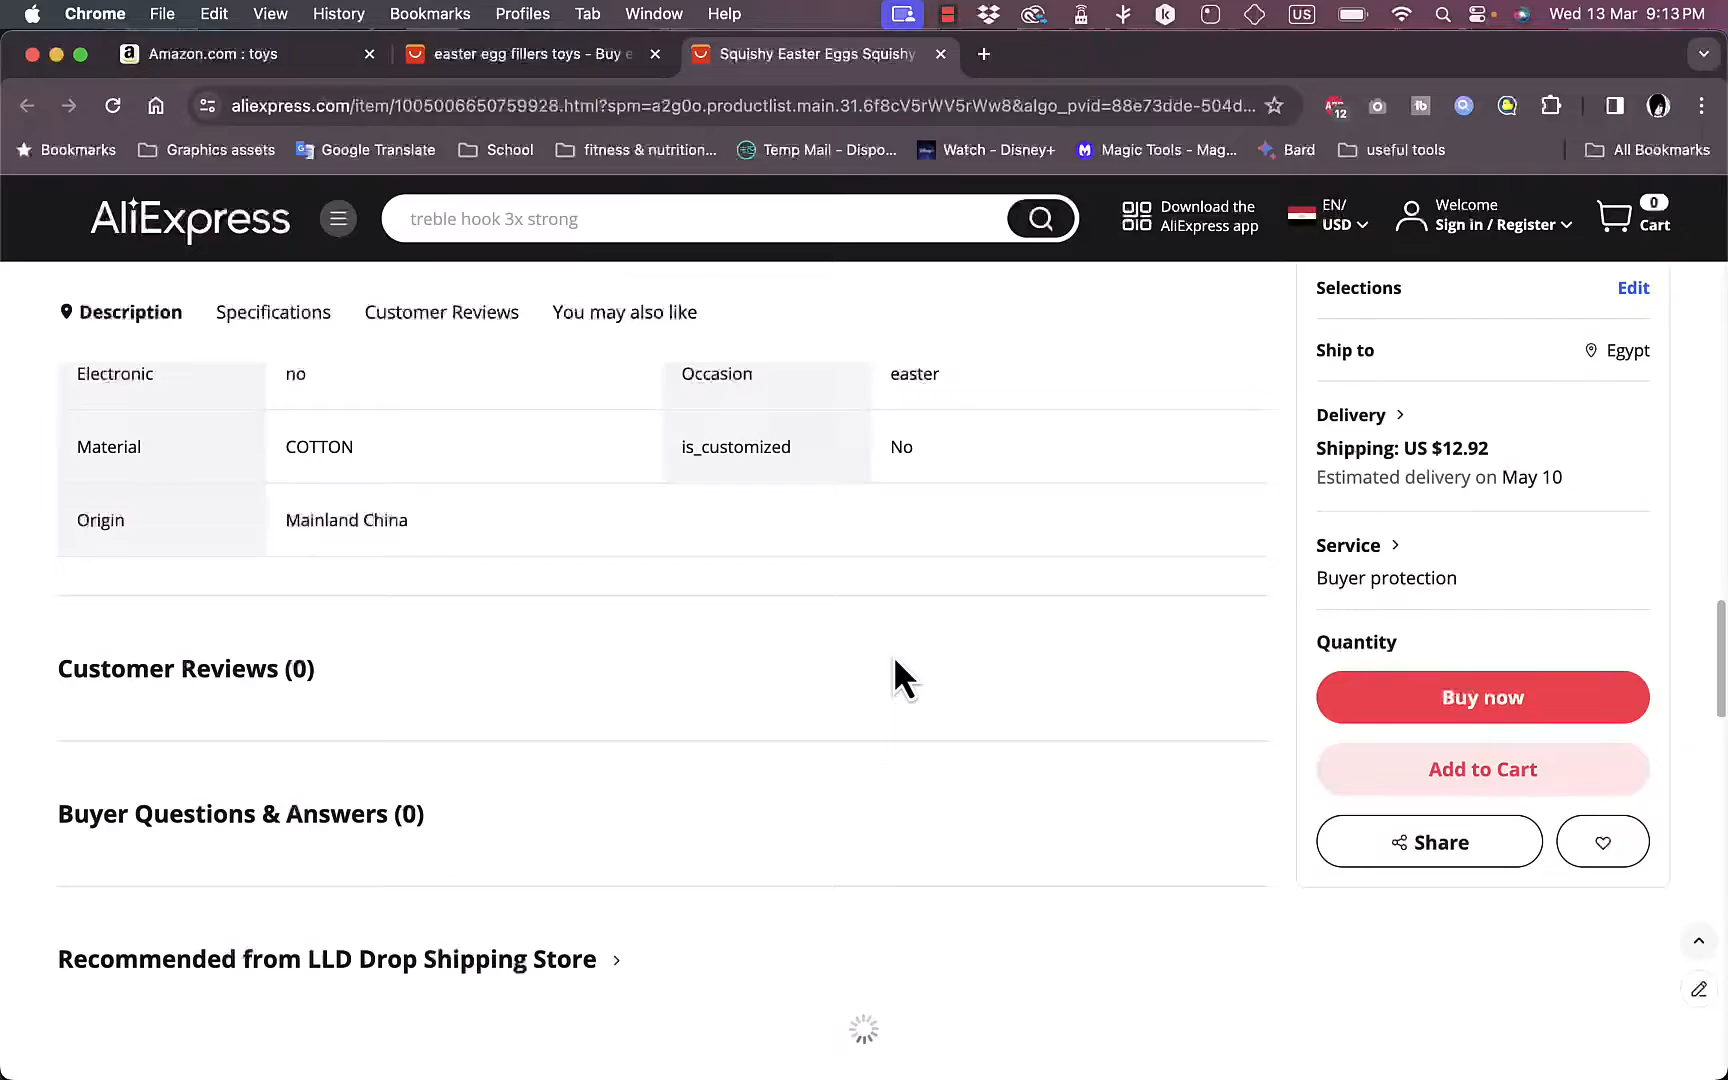 Chrome File Edit View History Bookmarks Profiles Tab Window Help US Wed 13 Mar 9:13 PM
Amazon.com : toys
easter egg fillers toys - Buy e
Squishy Easter Eggs Squishy
aliexpress.com/item/1005006650759928.html?spm=a2g0o.productlist.main.31.6f8cV5rWV5rWw8&algo_pvid=88e73dde-504d...
12
Bookmarks Graphics assets Google Translate School fitness & nutrition... Temp Mail - Dispo... Watch - Disney+ Magic Tools - Mag... Bard useful tools All Bookmarks
AliExpress
treble hook 3x strong
Download the
AliExpress app
EN/
USD
Welcome
Sign in / Register
0
Cart
Description Specifications Customer Reviews You may also like
Electronic no Occasion easter
Material COTTON is_customized No
Origin Mainland China
Customer Reviews (0)
Buyer Questions & Answers (0)
Recommended from LLD Drop Shipping Store
Selections Edit
Ship to Egypt
Delivery
Shipping: US $12.92
Estimated delivery on May 10
Service
Buyer protection
Quantity
Buy now
Add to Cart
Share